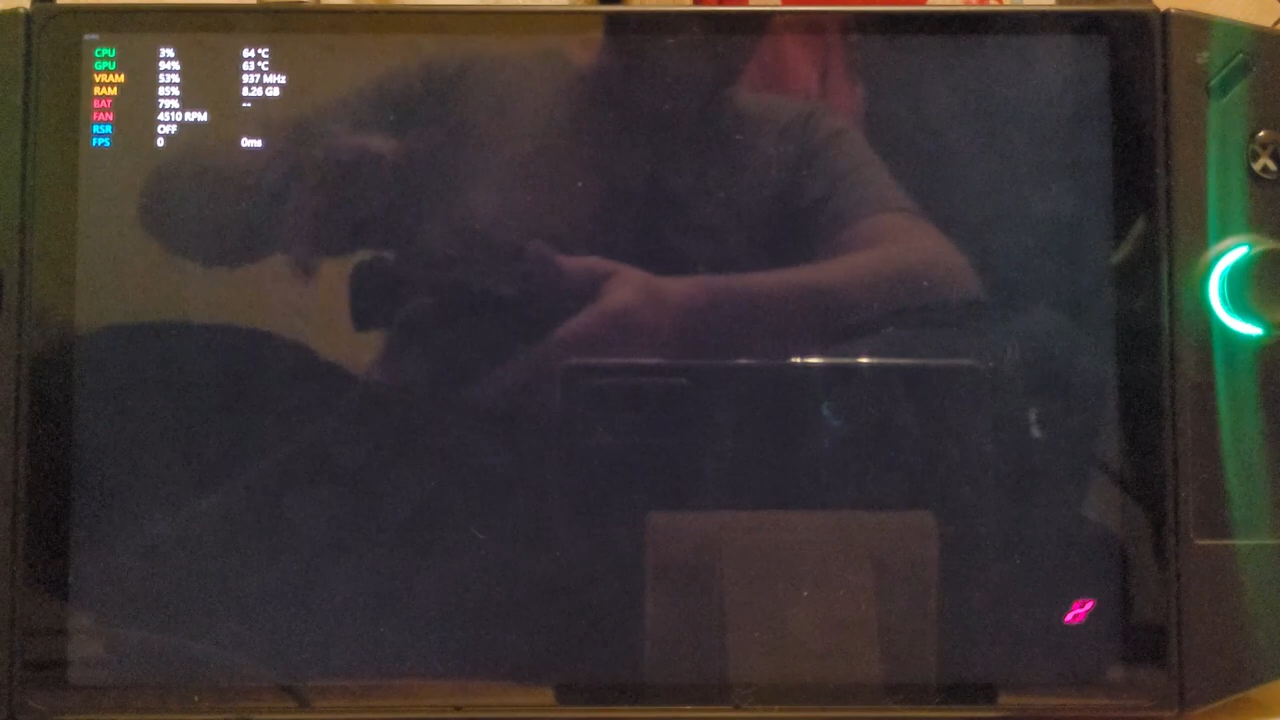 CPU 3% 64 °C
GPU 94% 63 °C
VRAM 53% 937 MHz
RAM 85% 8.26 GB
BAT 79% --
FAN 4510 RPM
RSR OFF
FPS 0 0ms